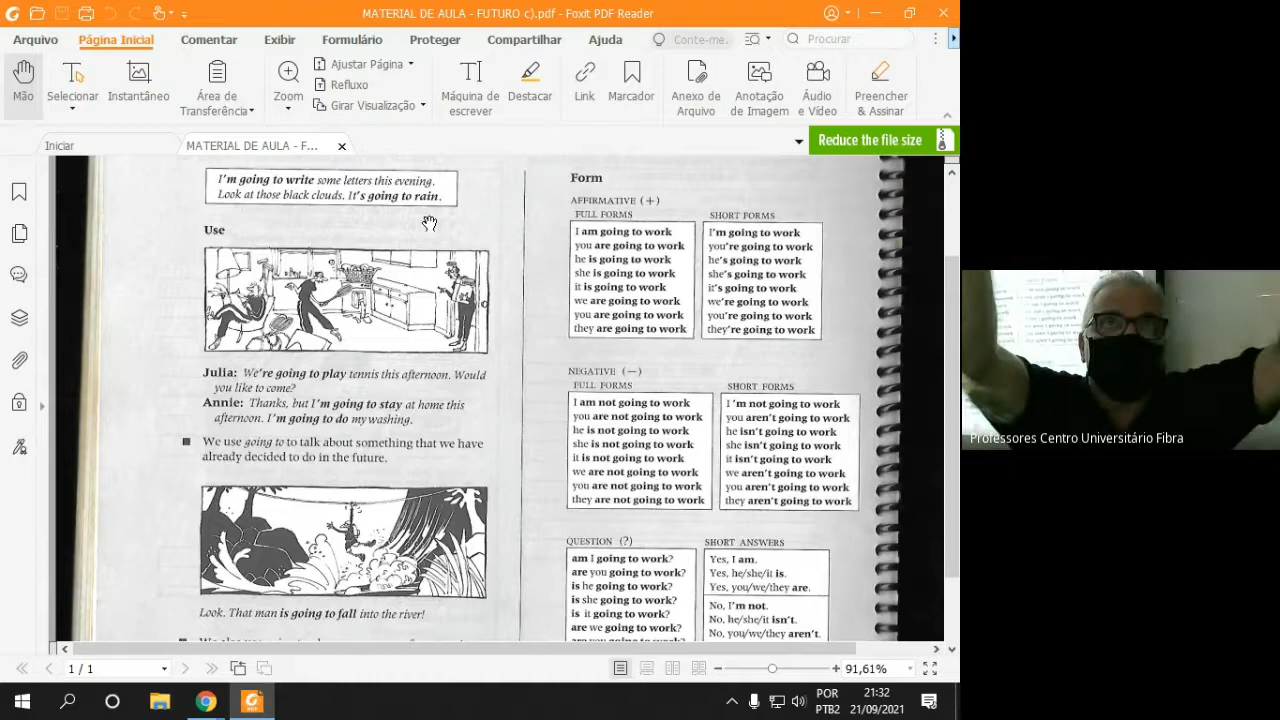 MATERIAL DE AULA - FUTURO c).pdf - Foxit PDF Reader
Arquivo
Página Inicial
Comentar
Exibir
Formulário
Proteger
Compartilhar
Ajuda
Conte-me.
Procurar
Mão
Selecionar
Instantâneo
Área de
Transferência
Zoom
Ajustar Página
Refluxo
Girar Visualização
Máquina de
escrever
Destacar
Link
Marcador
Anexo de
Arquivo
Anotação
de Imagem
Áudio
e Vídeo
Preencher
& Assinar
Iniciar
MATERIAL DE AULA - F...
Reduce the file size
I'm going to write some letters this evening.
Look at those black clouds. It's going to rain.
Use
Julia: We're going to play tennis this afternoon. Would
you like to come?
Annie: Thanks, but I'm going to stay at home this
afternoon. I'm going to do my washing.
We use going to to talk about something that we have
already decided to do in the future.
Look. That man is going to fall into the river!
Form
AFFIRMATIVE (+)
FULL FORMS
I am going to work
you are going to work
he is going to work
she is going to work
it is going to work
we are going to work
you are going to work
they are going to work
SHORT FORMS
I'm going to work
you're going to work
he's going to work
she's going to work
it's going to work
we're going to work
you're going to work
they're going to work
NEGATIVE (−)
FULL FORMS
I am not going to work
you are not going to work
he is not going to work
she is not going to work
it is not going to work
we are not going to work
you are not going to work
they are not going to work
SHORT FORMS
I 'm not going to work
you aren't going to work
he isn't going to work
she isn't going to work
it isn't going to work
we aren't going to work
you aren't going to work
they aren't going to work
QUESTION (?)
am I going to work?
are you going to work?
is he going to work?
is she going to work?
is it going to work?
are we going to work?
are you going to work?
SHORT ANSWERS
Yes, I am.
Yes, he/she/it is.
Yes, you/we/they are.
No, I'm not.
No, he/she/it isn't.
No, you/we/they aren't.
1 / 1
91,61%
POR
PTB2
21:32
21/09/2021
Professores Centro Universitário Fibra